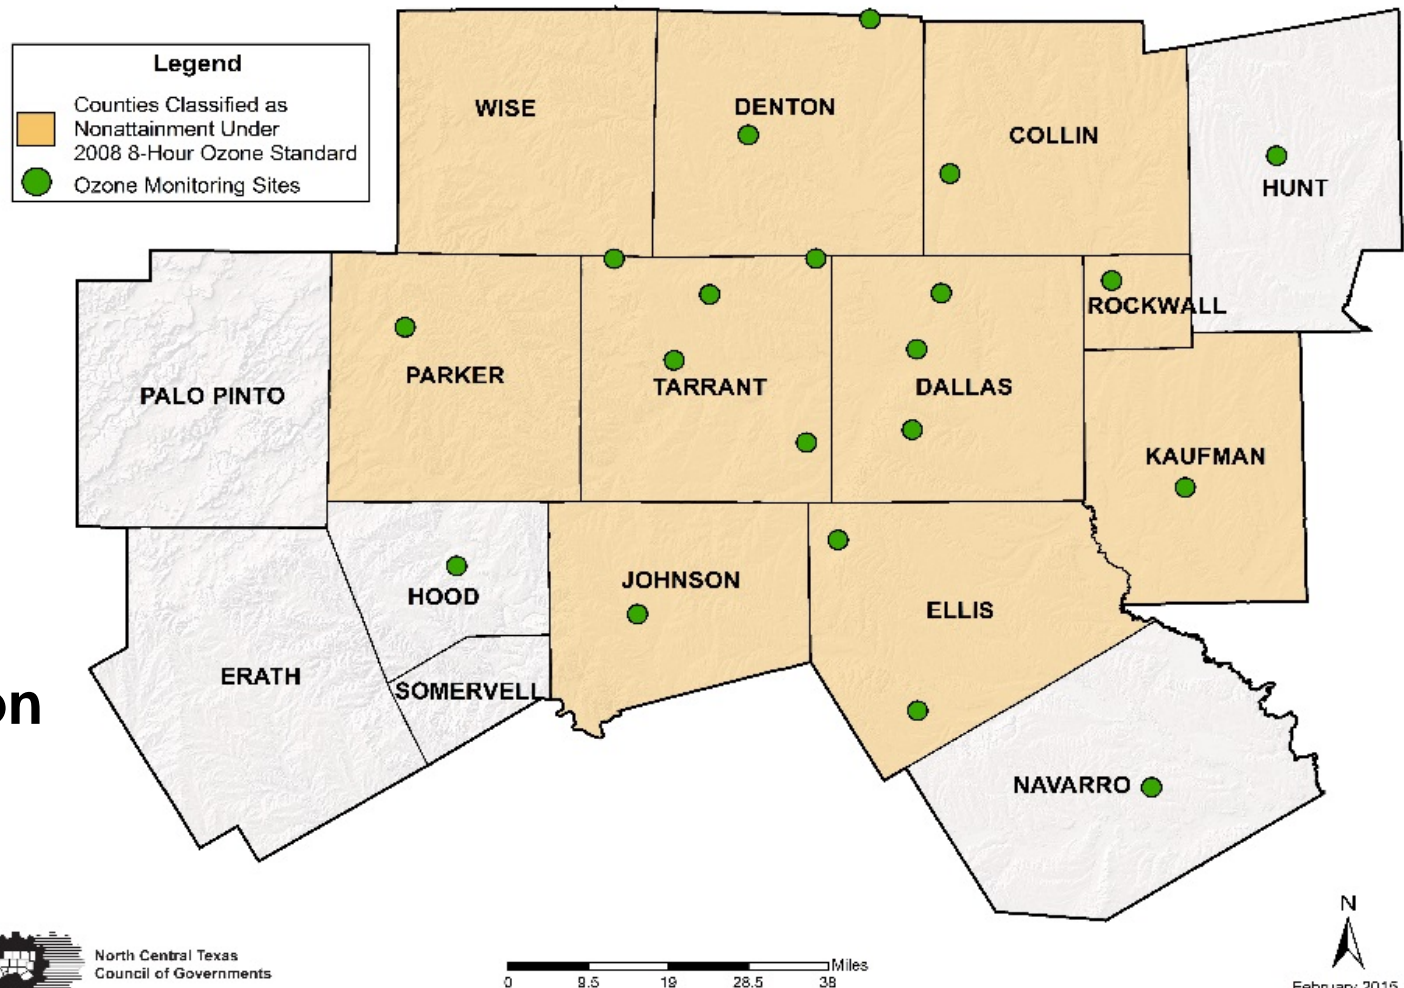 Legend
Counties Classified as
Nonattainment Under
2008 8-Hour Ozone Standard
Ozone Monitoring Sites
WISE
DENTON
COLLIN
HUNT
ROCKWALL
PALO PINTO
PARKER
TARRANT
DALLAS
KAUFMAN
HOOD
JOHNSON
ELLIS
ERATH
SOMERVELL
on
NAVARRO
N
North Central Texas
Council of Governments
0 9.5 19 28.5 38 Miles
February 2015